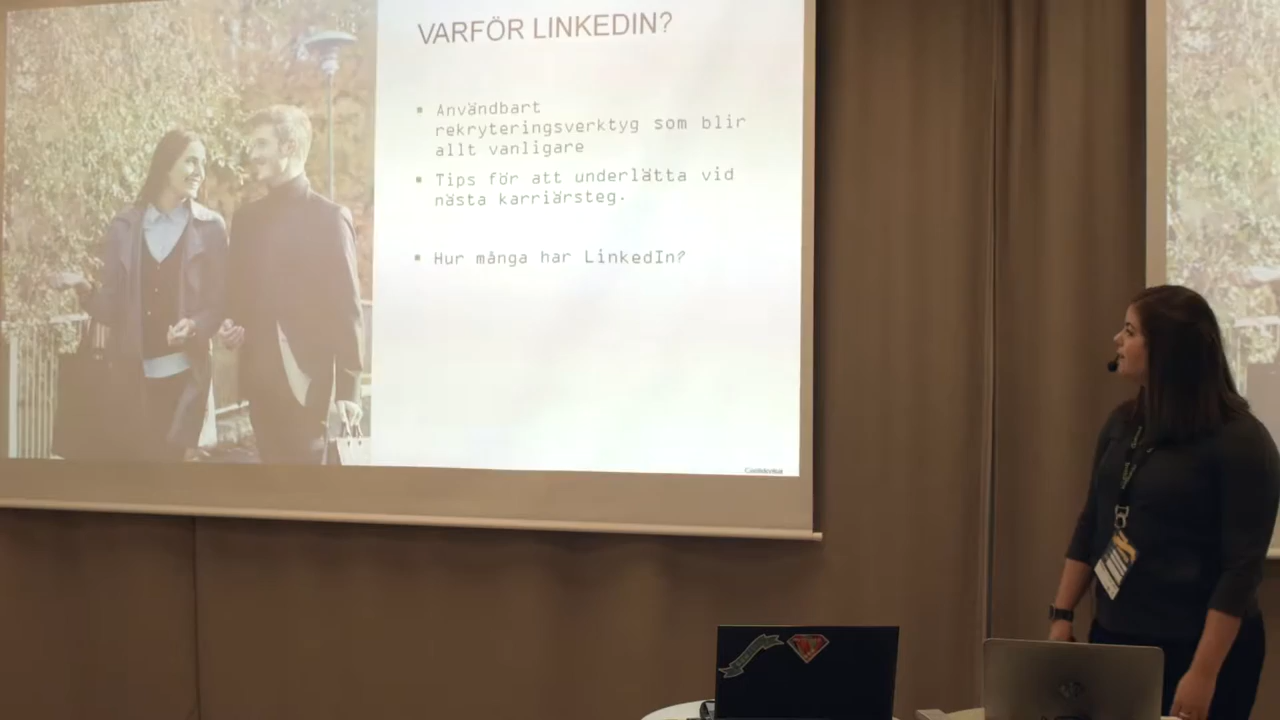 VARFÖR LINKEDIN?
▪ Användbart
rekryteringsverktyg som blir
allt vanligare
▪ Tips för att underlätta vid
nästa karriärsteg.
▪ Hur många har LinkedIn?
Confidential